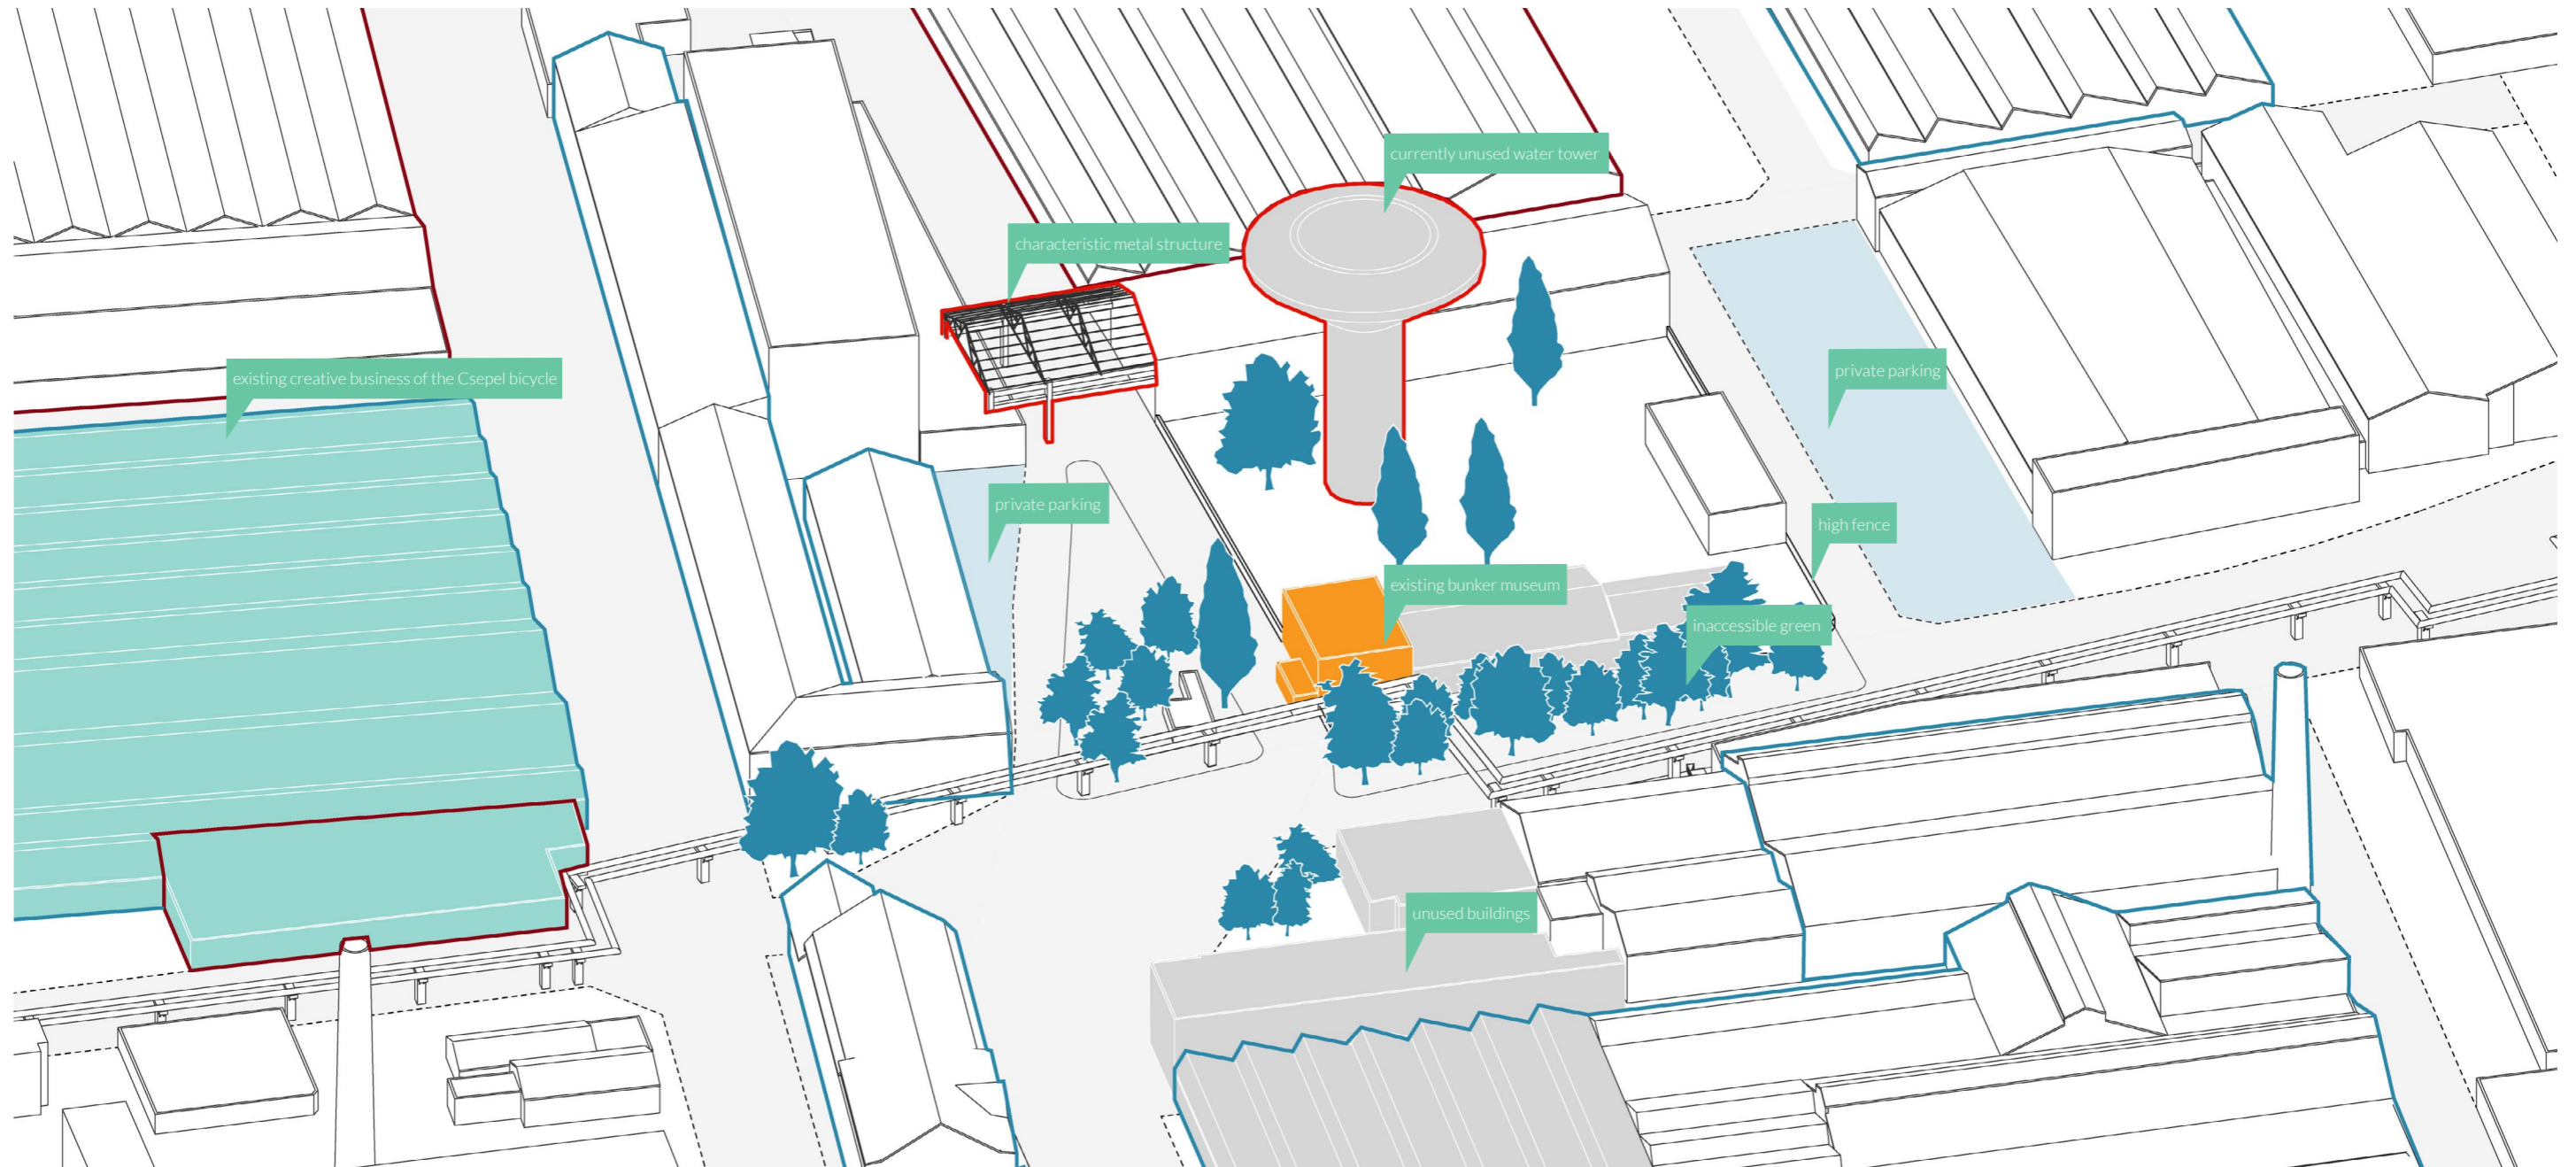 currently unused water tower
characteristic metal structure
private parking
existing creative business of the Csepel bicycle
private parking
high fence
existing bunker museum
inaccessible green
unused buildings